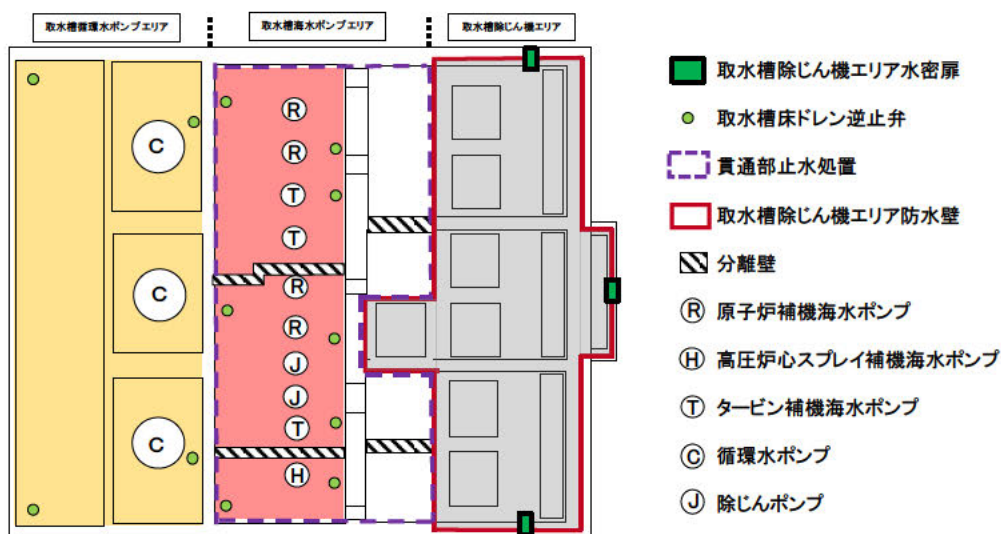 取水槽循環水ポンプエリア
取水槽海水ポンプエリア
取水槽除じん機エリア
C
C
C
R
R
T
T
R
R
J
J
T
H
取水槽除じん機エリア水密扉
取水槽床ドレン逆止弁
貫通部止水処置
取水槽除じん機エリア防水壁
分離壁
R 原子炉補機海水ポンプ
H 高圧炉心スプレイ補機海水ポンプ
T タービン補機海水ポンプ
C 循環水ポンプ
J 除じんポンプ